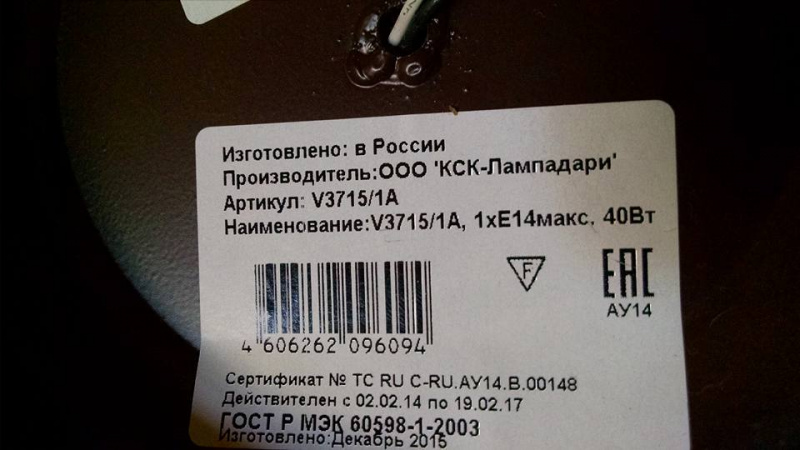 Изготовлено: в России
Производитель:ООО 'КСК-Лампадари'
Артикул: V3715/1A
Наименование:V3715/1A, 1xE14макс. 40Вт
F
EAC
АУ14
4 606262 096094
Сертификат № ТС RU C-RU.АУ14.В.00148
Действителен с 02.02.14 по 19.02.17
ГОСТ Р МЭК 60598-1-2003
Изготовлено:Декабрь 2015